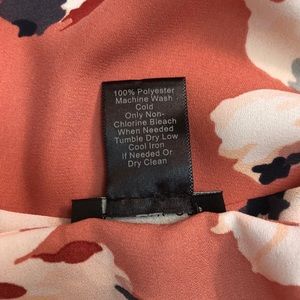 100% Polyester
Machine Wash
Cold
Only Non-
Chlorine Bleach
When Needed
Tumble Dry Low
Cool Iron
If Needed Or
Dry Clean